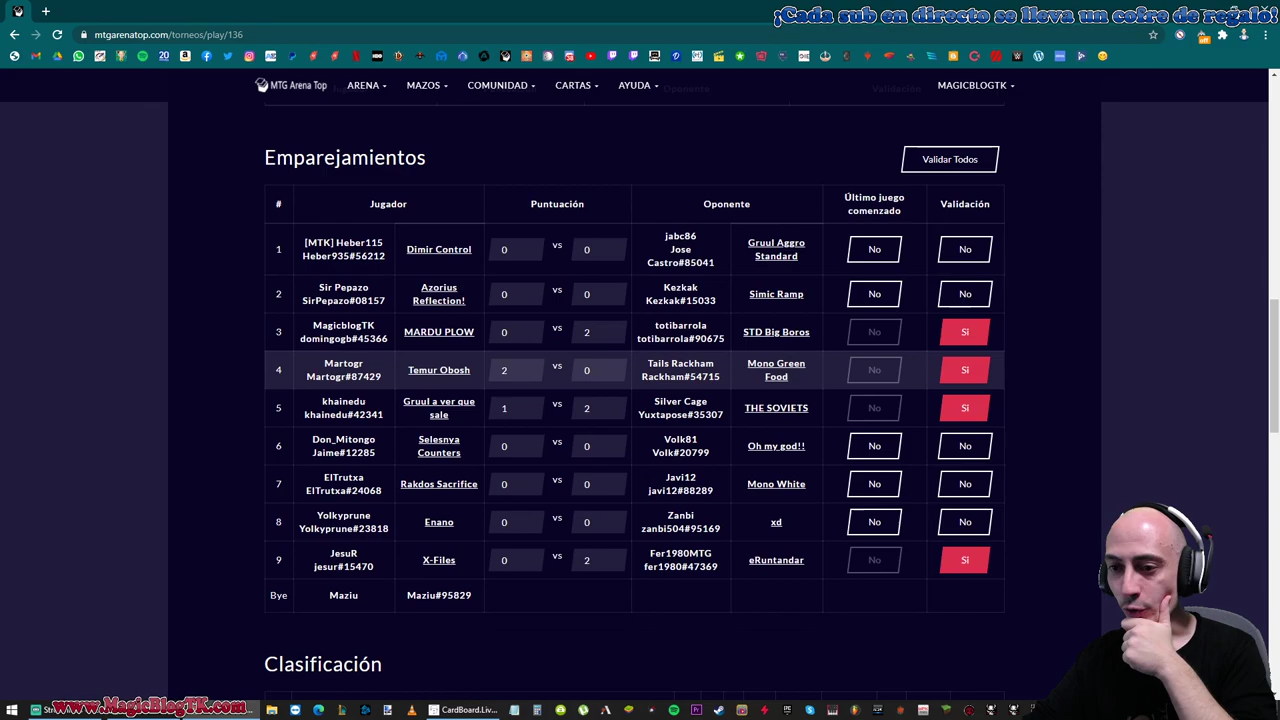 ¡Cada sub en directo se lleva un cofre de regalo!
mtgarenatop.com/torneos/play/136
MTG Arena Top
ARENA
MAZOS
COMUNIDAD
CARTAS
AYUDA
MAGICBLOGTK
Oponente
Validación
Emparejamientos
Validar Todos
# Jugador Puntuación Oponente Último juego comenzado Validación
1 [MTK] Heber115 Heber935#56212 Dimir Control 0 vs 0 jabc86 Jose Castro#85041 Gruul Aggro Standard No No
2 Sir Pepazo SirPepazo#08157 Azorius Reflection! 0 vs 0 Kezkak Kezkak#15033 Simic Ramp No No
3 MagicblogTK domingogb#45366 MARDU PLOW 0 vs 2 totibarrola totibarrola#90675 STD Big Boros No Si
4 Martogr Martogr#87429 Temur Obosh 2 vs 0 Tails Rackham Rackham#54715 Mono Green Food No Si
5 khainedu khainedu#42341 Gruul a ver que sale 1 vs 2 Silver Cage Yuxtapose#35307 THE SOVIETS No Si
6 Don_Mitongo Jaime#12285 Selesnya Counters 0 vs 0 Volk81 Volk#20799 Oh my god!! No No
7 ElTrutxa ElTrutxa#24068 Rakdos Sacrifice 0 vs 0 Javi12 javi12#88289 Mono White No No
8 Yolkyprune Yolkyprune#23818 Enano 0 vs 0 Zanbi zanbi504#95169 xd No No
9 JesuR jesur#15470 X-Files 0 vs 2 Fer1980MTG fer1980#47369 eRuntandar No Si
Bye Maziu Maziu#95829
Clasificación
www.MagicBlogTK.com
CardBoard.Liv...